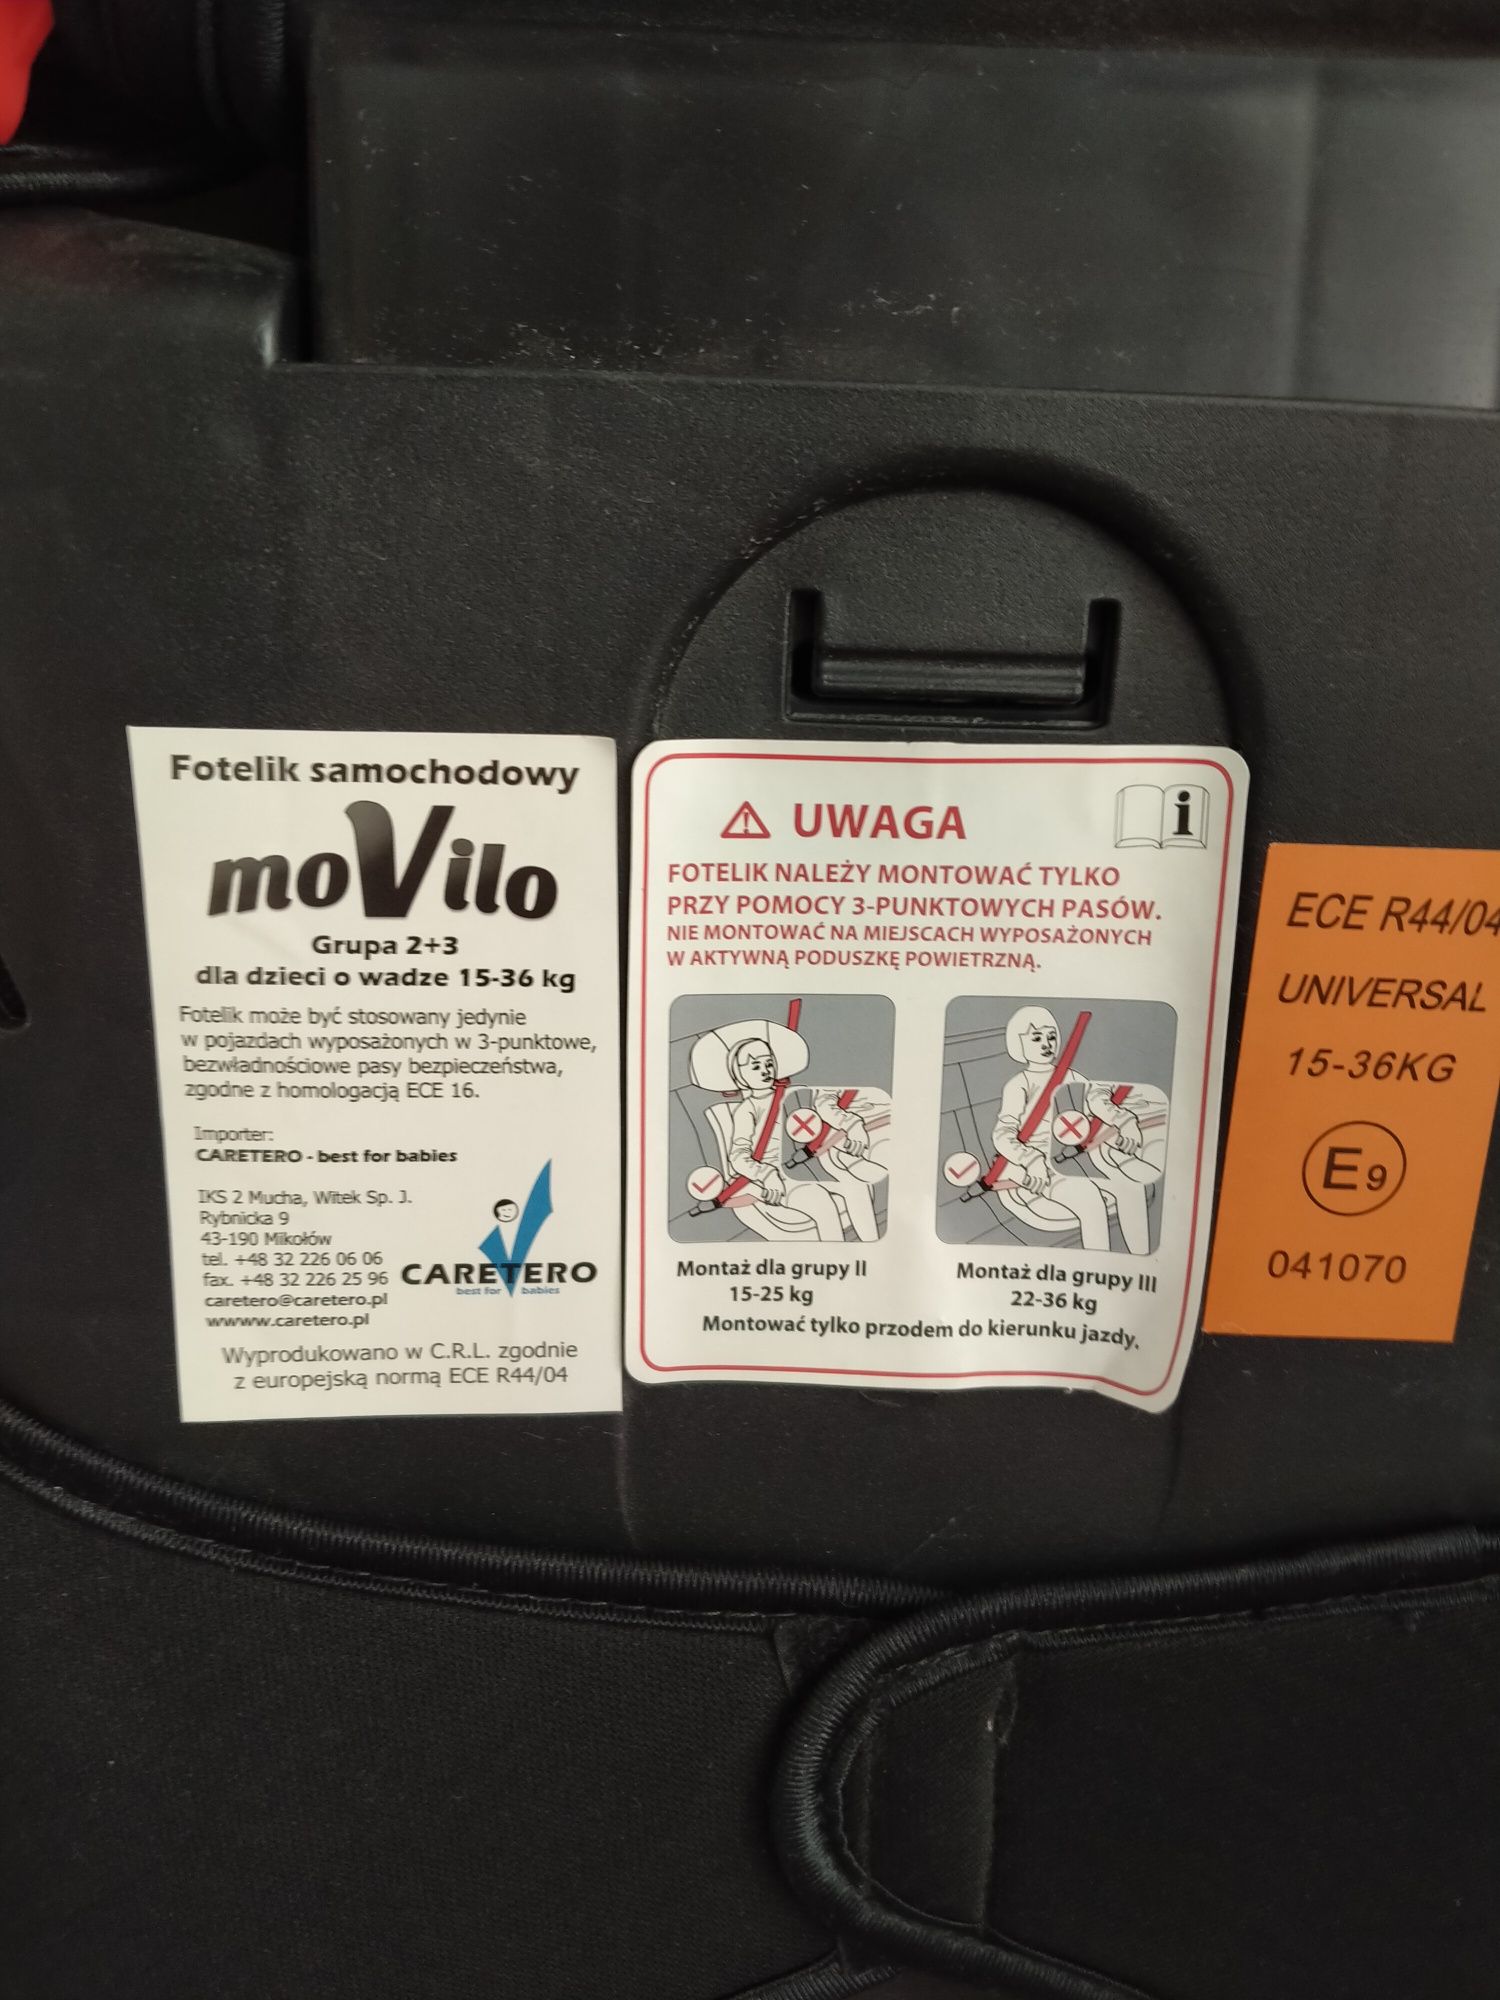 Fotelik samochodowy
moVilo
Grupa 2+3
dla dzieci o wadze 15-36 kg
Fotelik może być stosowany jedynie
w pojazdach wyposażonych w 3-punktowe,
bezwładnościowe pasy bezpieczeństwa,
zgodne z homologacją ECE 16.
Importer:
CARETERO - best for babies
IKS 2 Mucha, Witek Sp. J.
Rybnicka 9
43-190 Mikołów
tel. +48 32 226 06 06
fax. +48 32 226 25 96
caretero@caretero.pl
wwww.caretero.pl
CARETERO
best for babies
Wyprodukowano w C.R.L. zgodnie
z europejską normą ECE R44/04
UWAGA
i
FOTELIK NALEŻY MONTOWAĆ TYLKO
PRZY POMOCY 3-PUNKTOWYCH PASÓW.
NIE MONTOWAĆ NA MIEJSCACH WYPOSAŻONYCH
W AKTYWNĄ PODUSZKĘ POWIETRZNĄ.
Montaż dla grupy II
15-25 kg
Montaż dla grupy III
22-36 kg
Montować tylko przodem do kierunku jazdy.
ECE R44/04
UNIVERSAL
15-36KG
E9
041070